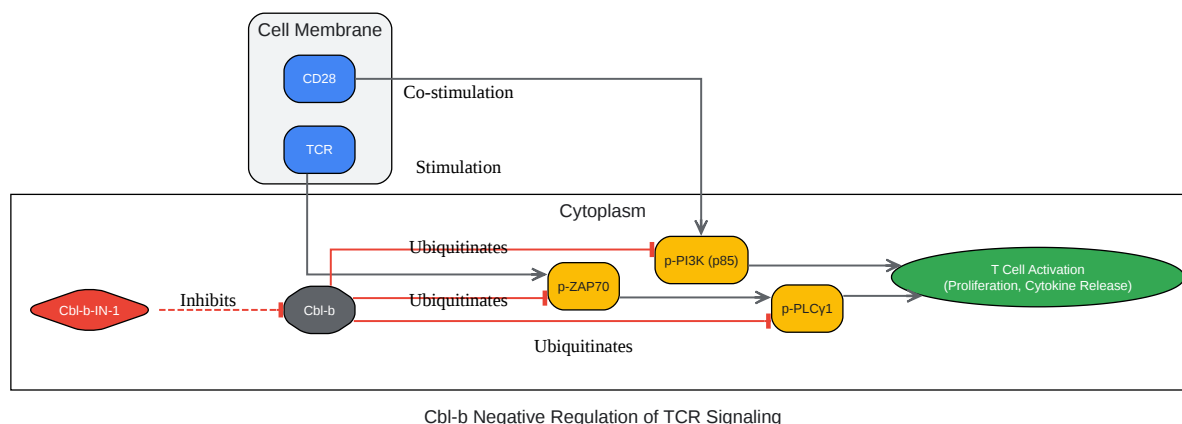 Cell Membrane
CD28
Co-stimulation
TCR
Stimulation
Cytoplasm
Ubiquitinates
p-PI3K (p85)
T Cell Activation
(Proliferation, Cytokine Release)
p-ZAP70
Inhibits
Ubiquitinates
Cbl-b-IN-1
Cbl-b
p-PLCγ1
Ubiquitinates
Cbl-b Negative Regulation of TCR Signaling